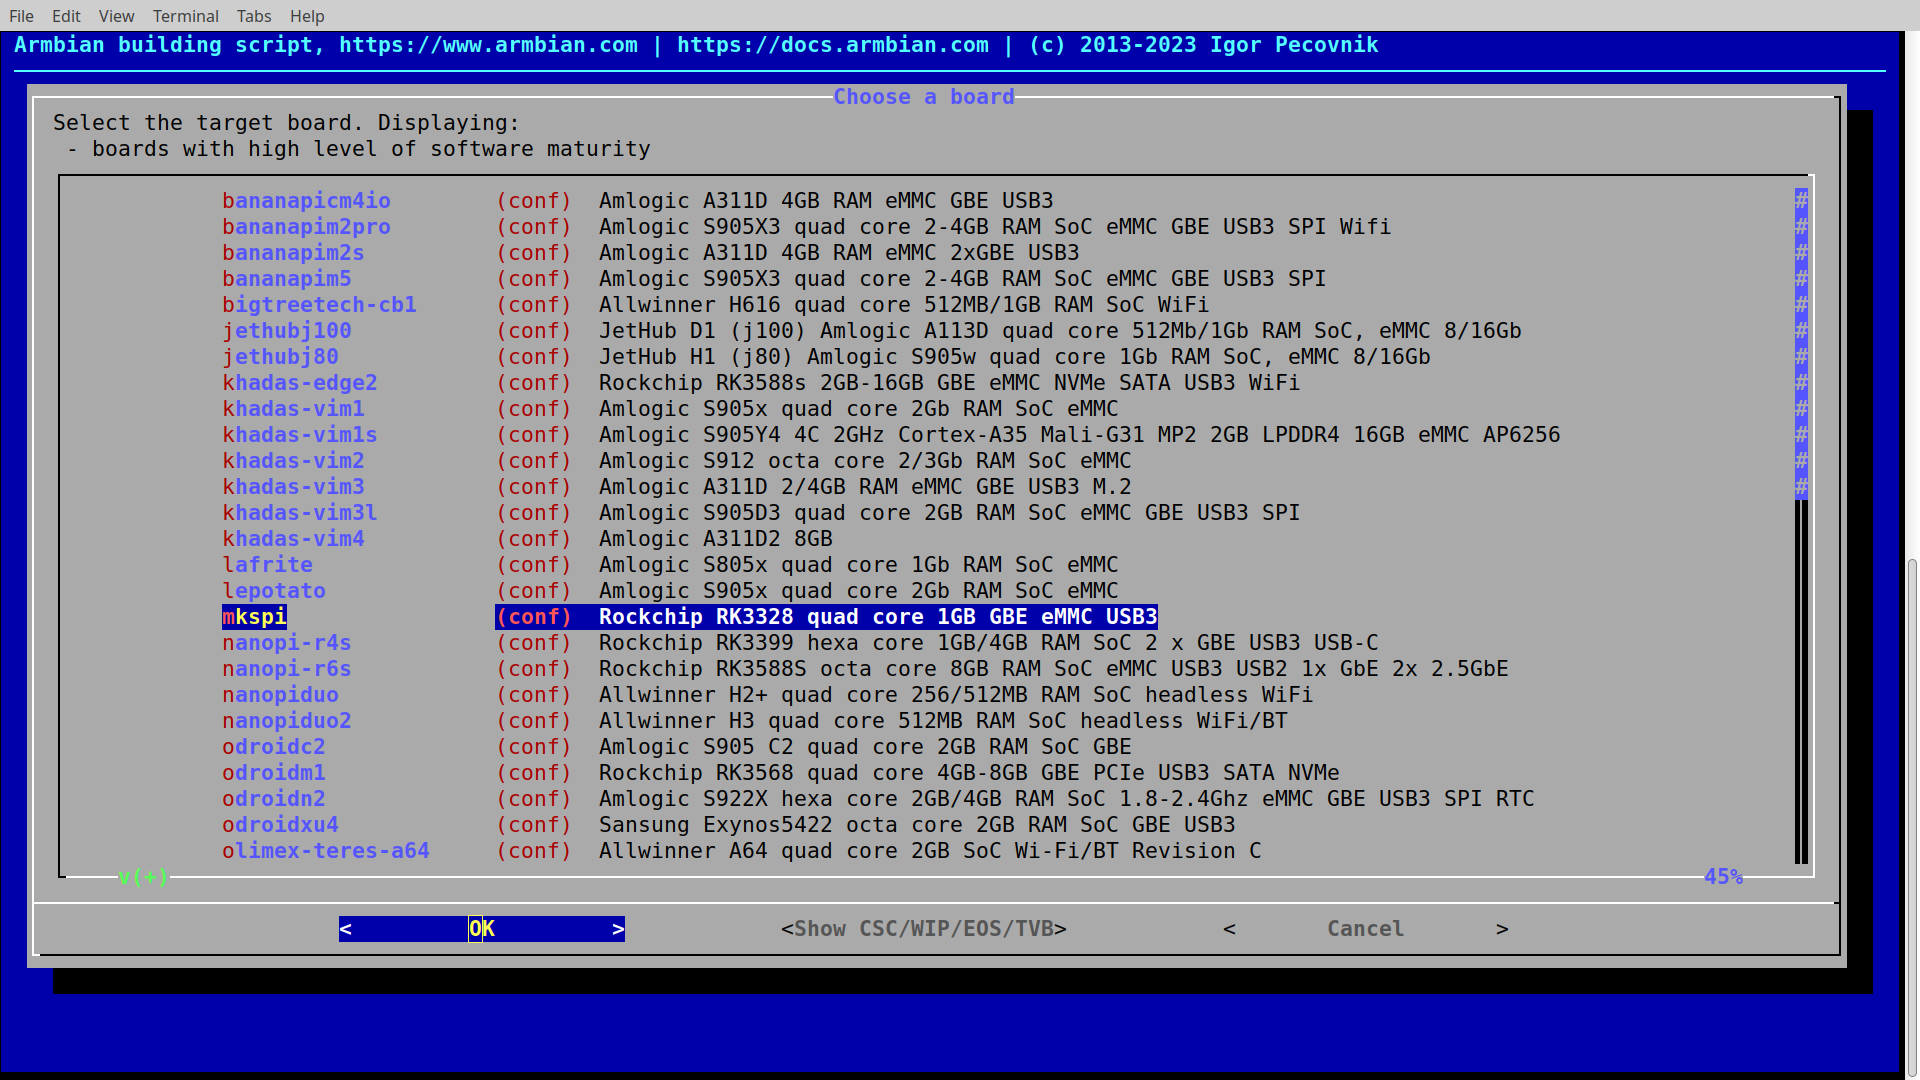 File Edit View Terminal Tabs Help
Armbian building script, https://www.armbian.com | https://docs.armbian.com | (c) 2013-2023 Igor Pecovnik
Choose a board
Select the target board. Displaying:
- boards with high level of software maturity
bananapicm4io (conf) Amlogic A311D 4GB RAM eMMC GBE USB3 #
bananapim2pro (conf) Amlogic S905X3 quad core 2-4GB RAM SoC eMMC GBE USB3 SPI Wifi #
bananapim2s (conf) Amlogic A311D 4GB RAM eMMC 2xGBE USB3 #
bananapim5 (conf) Amlogic S905X3 quad core 2-4GB RAM SoC eMMC GBE USB3 SPI #
bigtreetech-cb1 (conf) Allwinner H616 quad core 512MB/1GB RAM SoC WiFi #
jethubj100 (conf) JetHub D1 (j100) Amlogic A113D quad core 512Mb/1Gb RAM SoC, eMMC 8/16Gb #
jethubj80 (conf) JetHub H1 (j80) Amlogic S905w quad core 1Gb RAM SoC, eMMC 8/16Gb #
khadas-edge2 (conf) Rockchip RK3588s 2GB-16GB GBE eMMC NVMe SATA USB3 WiFi #
khadas-vim1 (conf) Amlogic S905x quad core 2Gb RAM SoC eMMC #
khadas-vim1s (conf) Amlogic S905Y4 4C 2GHz Cortex-A35 Mali-G31 MP2 2GB LPDDR4 16GB eMMC AP6256 #
khadas-vim2 (conf) Amlogic S912 octa core 2/3Gb RAM SoC eMMC #
khadas-vim3 (conf) Amlogic A311D 2/4GB RAM eMMC GBE USB3 M.2 #
khadas-vim3l (conf) Amlogic S905D3 quad core 2GB RAM SoC eMMC GBE USB3 SPI
khadas-vim4 (conf) Amlogic A311D2 8GB
lafrite (conf) Amlogic S805x quad core 1Gb RAM SoC eMMC
lepotato (conf) Amlogic S905x quad core 2Gb RAM SoC eMMC
mkspi (conf) Rockchip RK3328 quad core 1GB GBE eMMC USB3
nanopi-r4s (conf) Rockchip RK3399 hexa core 1GB/4GB RAM SoC 2 x GBE USB3 USB-C
nanopi-r6s (conf) Rockchip RK3588S octa core 8GB RAM SoC eMMC USB3 USB2 1x GbE 2x 2.5GbE
nanopiduo (conf) Allwinner H2+ quad core 256/512MB RAM SoC headless WiFi
nanopiduo2 (conf) Allwinner H3 quad core 512MB RAM SoC headless WiFi/BT
odroidc2 (conf) Amlogic S905 C2 quad core 2GB RAM SoC GBE
odroidm1 (conf) Rockchip RK3568 quad core 4GB-8GB GBE PCIe USB3 SATA NVMe
odroidn2 (conf) Amlogic S922X hexa core 2GB/4GB RAM SoC 1.8-2.4Ghz eMMC GBE USB3 SPI RTC
odroidxu4 (conf) Sansung Exynos5422 octa core 2GB RAM SoC GBE USB3
olimex-teres-a64 (conf) Allwinner A64 quad core 2GB SoC Wi-Fi/BT Revision C
v(+) 45%
< OK > <Show CSC/WIP/EOS/TVB> < Cancel >